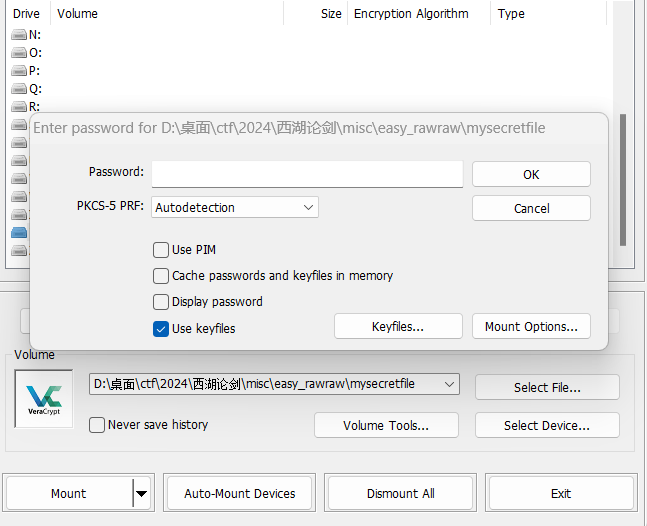 Drive Volume Size Encryption Algorithm Type
N:
O:
P:
Q:
R:
Enter password for D:\桌面\ctf\2024\西湖论剑\misc\easy_rawraw\mysecretfile
Password:
OK
PKCS-5 PRF: Autodetection
Cancel
Use PIM
Cache passwords and keyfiles in memory
Display password
Use keyfiles
Keyfiles...
Mount Options...
Volume
VeraCrypt
D:\桌面\ctf\2024\西湖论剑\misc\easy_rawraw\mysecretfile
Select File...
Never save history
Volume Tools...
Select Device...
Mount
Auto-Mount Devices
Dismount All
Exit